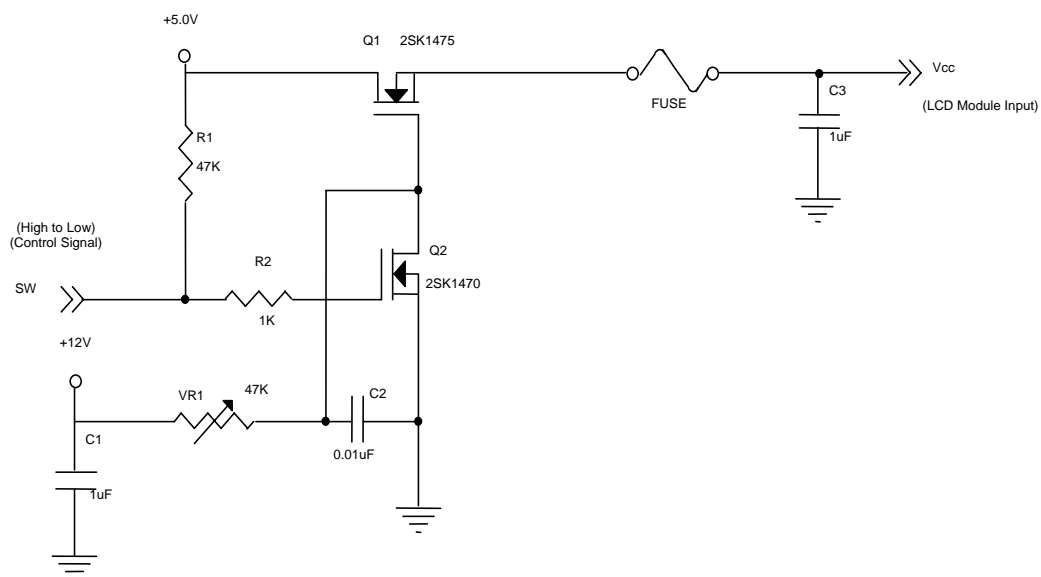 +5.0V
Q1 2SK1475
FUSE
Vcc
(LCD Module Input)
C3
1uF
R1
47K
(High to Low)
(Control Signal)
SW
R2
1K
Q2
2SK1470
+12V
VR1
47K
C2
0.01uF
C1
1uF